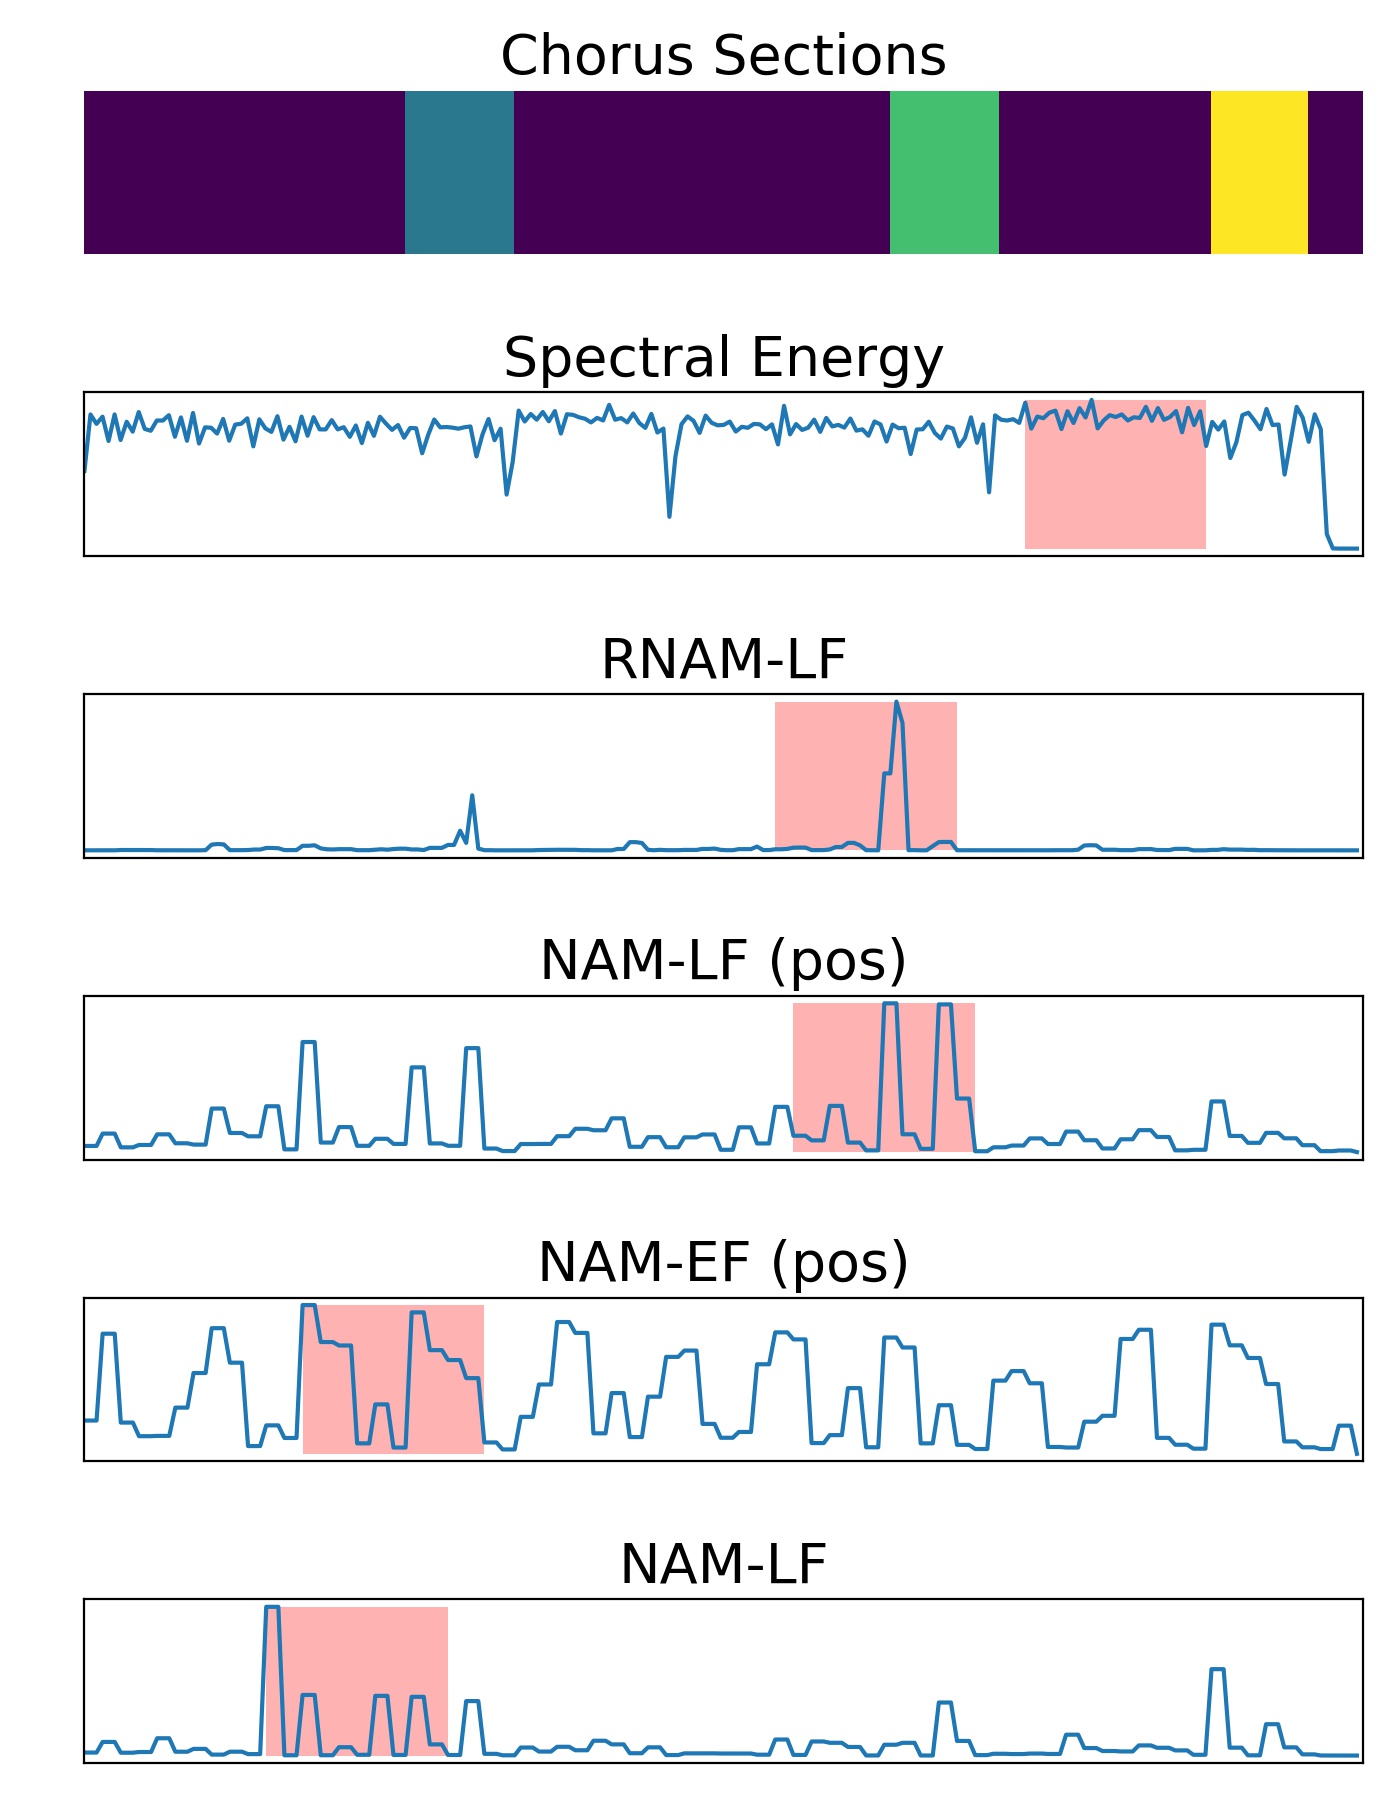 Chorus Sections
Spectral Energy
RNAM-LF
NAM-LF (pos)
NAM-EF (pos)
NAM-LF